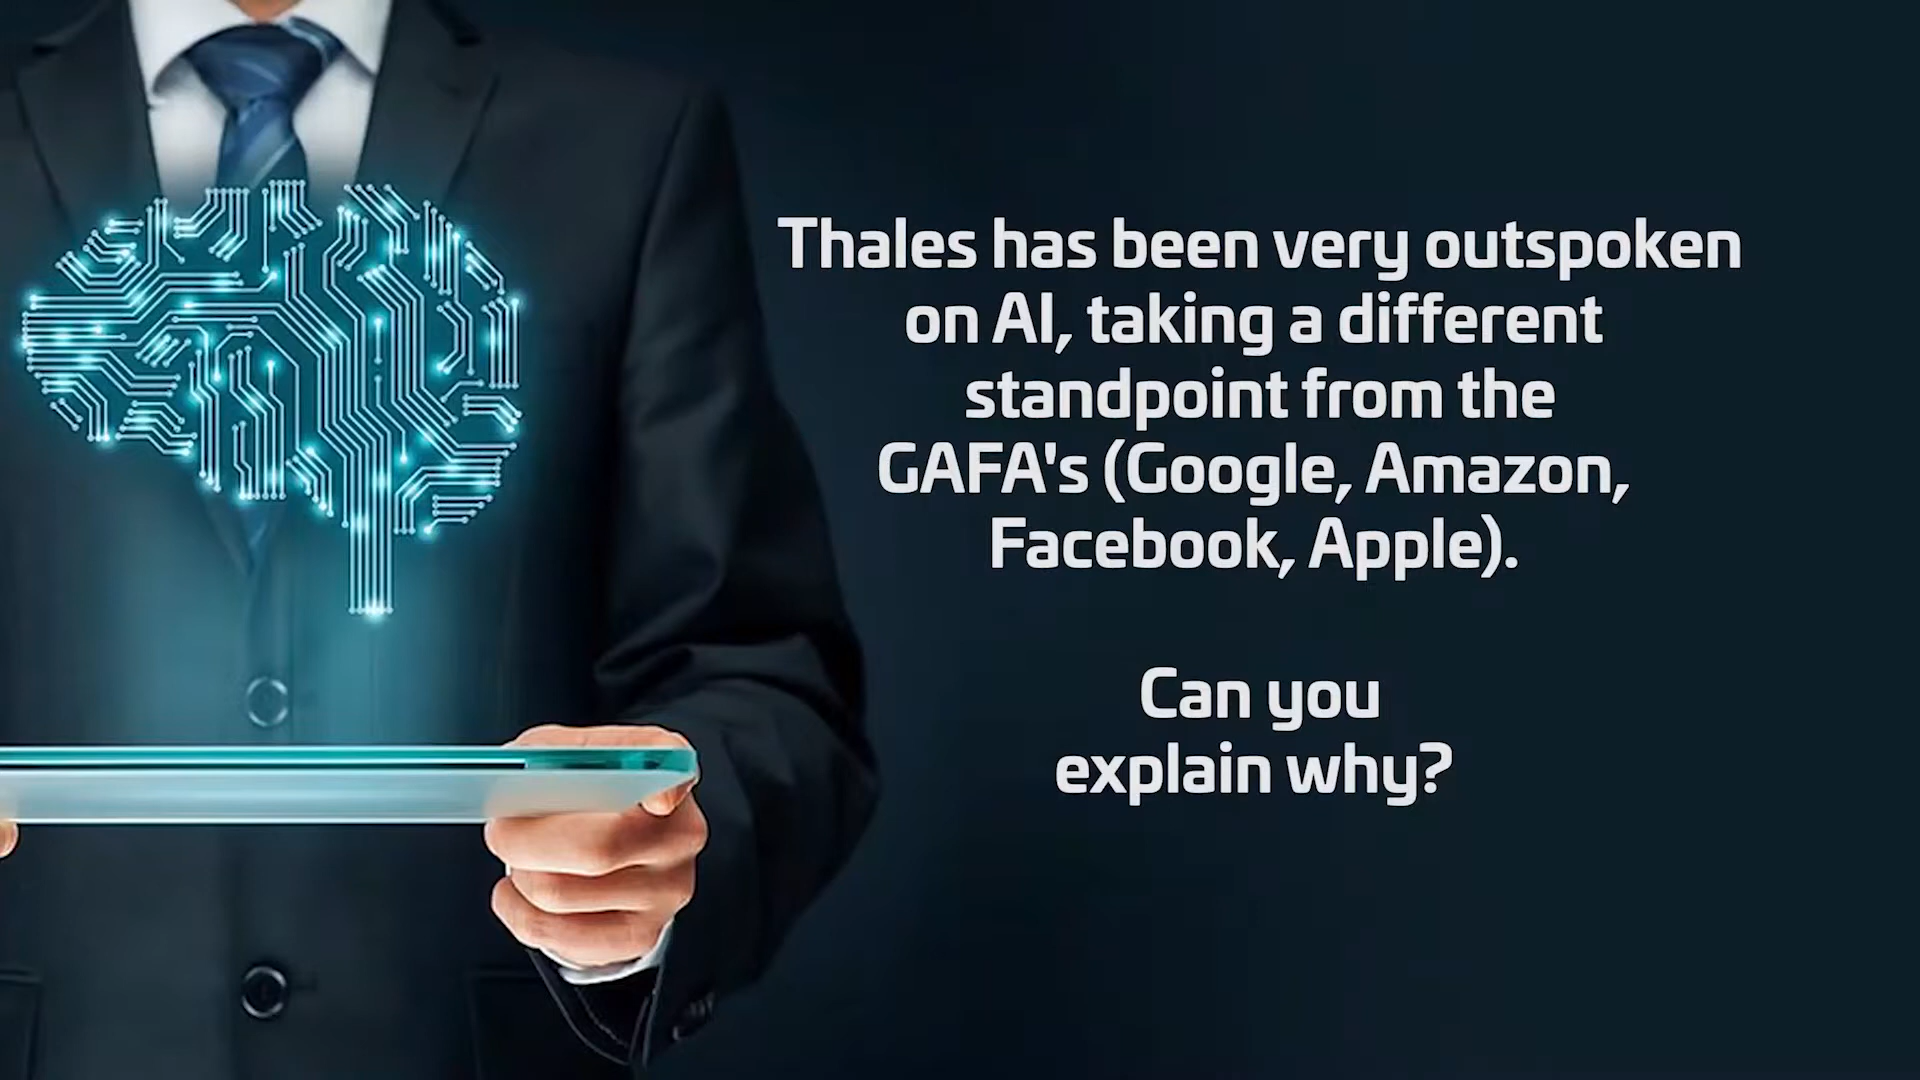 Thales has been very outspoken
on AI, taking a different
standpoint from the
GAFA's (Google, Amazon,
Facebook, Apple).
Can you
explain why?